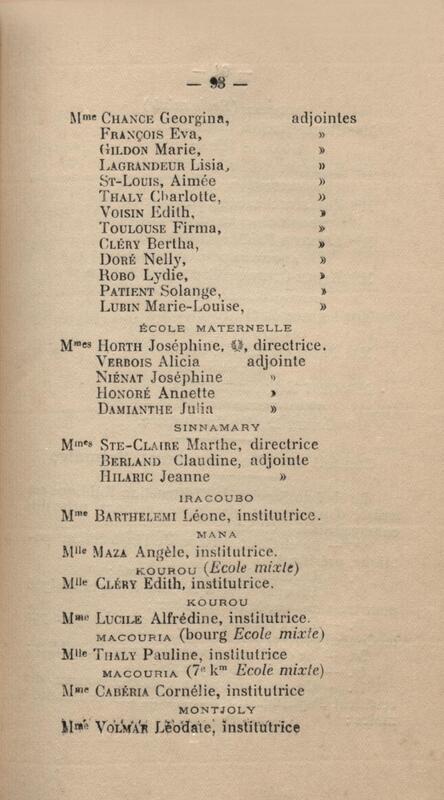 — 93 —
Mme CHANCE Georgina, adjointes
FRANÇOIS Eva, »
GILDON Marie, »
LAGRANDEUR Lisia, »
ST-LOUIS, Aimée »
THALY Charlotte, »
VOISIN Edith, »
TOULOUSE Firma, »
CLÉRY Bertha, »
DORÉ Nelly, »
ROBO Lydie, »
PATIENT Solange, »
LUBIN Marie-Louise, »
ÉCOLE MATERNELLE
Mmes HORTH Joséphine, directrice.
VERBOIS Alicia adjointe
NIÉNAT Joséphine »
HONORÉ Annette »
DAMIANTHE Julia »
SINNAMARY
Mmes STE-CLAIRE Marthe, directrice
BERLAND Claudine, adjointe
HILARIC Jeanne »
IRACOUBO
Mme BARTHELEMI Léone, institutrice.
MANA
Mlle MAZA Angèle, institutrice.
KOUROU (Ecole mixte)
Mlle CLÉRY Edith, institutrice.
KOUROU
Mme LUCILE Alfrédine, institutrice.
MACOURIA (bourg Ecole mixte)
Mlle THALY Pauline, institutrice
MACOURIA (7e km Ecole mixte)
Mme CABÉRIA Cornélie, institutrice
MONTJOLY
Mme VOLMAR Léodate, institutrice